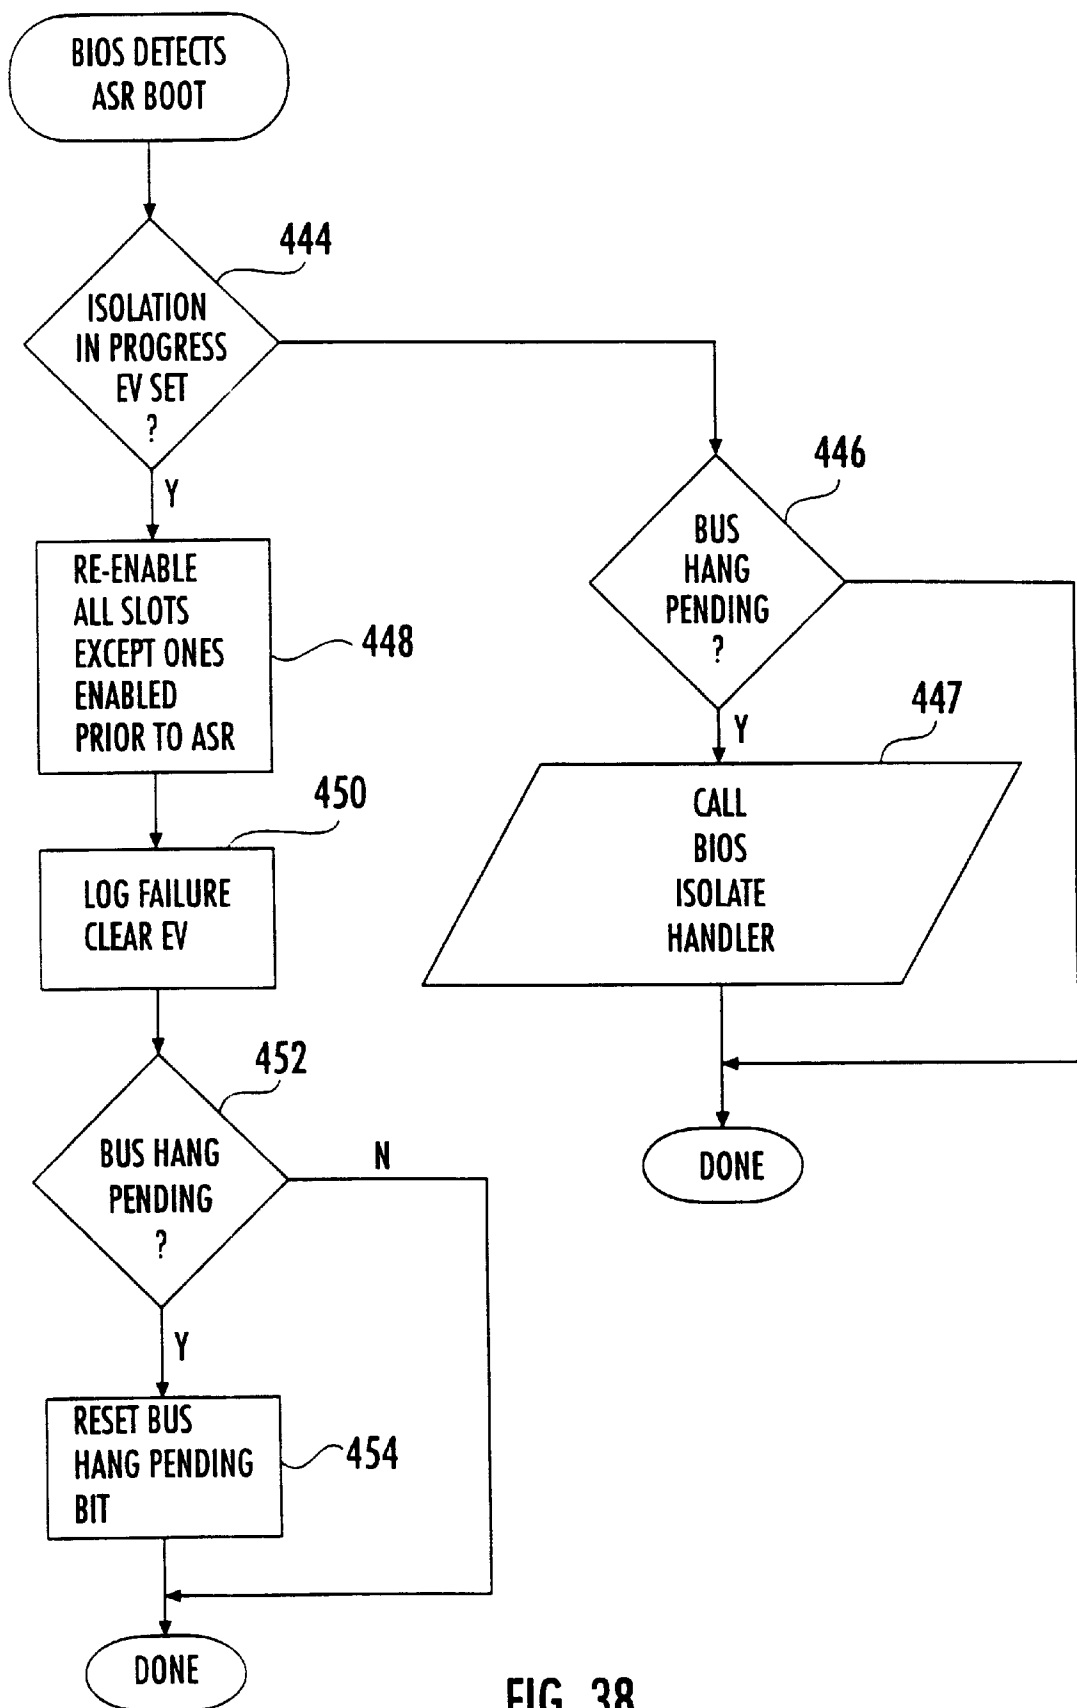 BIOS DETECTS
ASR BOOT
444
ISOLATION
IN PROGRESS
EV SET
?
Y
446
BUS
HANG
PENDING
?
Y
RE-ENABLE
ALL SLOTS
EXCEPT ONES
ENABLED
PRIOR TO ASR
448
447
CALL
BIOS
ISOLATE
HANDLER
450
LOG FAILURE
CLEAR EV
452
BUS HANG
PENDING
?
N
Y
DONE
RESET BUS
HANG PENDING
BIT
454
DONE
FIG. 38